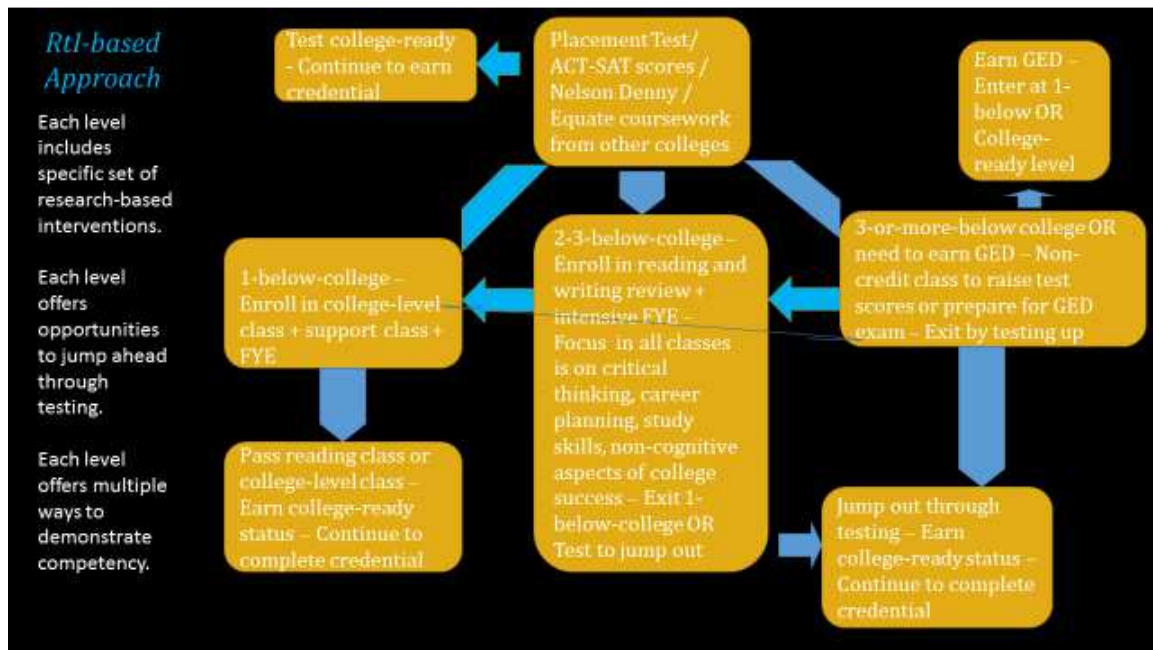 RtI-based
Approach
Each level
includes
specific set of
research-based
interventions.
Each level
offers
opportunities
to jump ahead
through
testing.
Each level
offers multiple
ways to
demonstrate
competency.
Test college-ready
- Continue to earn
credential
Placement Test/
ACT-SAT scores /
Nelson Denny /
Equate coursework
from other colleges
Earn GED –
Enter at 1-
below OR
College-
ready level
1-below-college –
Enroll in college-level
class + support class +
FYE
2-3-below-college –
Enroll in reading and
writing review +
intensive FYE –
Focus in all classes
is on critical
thinking, career
planning, study
skills, non-cognitive
aspects of college
success – Exit 1-
below-college OR
Test to jump out
3-or-more-below college OR
need to earn GED – Non-
credit class to raise test
scores or prepare for GED
exam – Exit by testing up
Pass reading class or
college-level class –
Earn college-ready
status – Continue to
complete credential
Jump out through
testing – Earn
college-ready status –
Continue to complete
credential